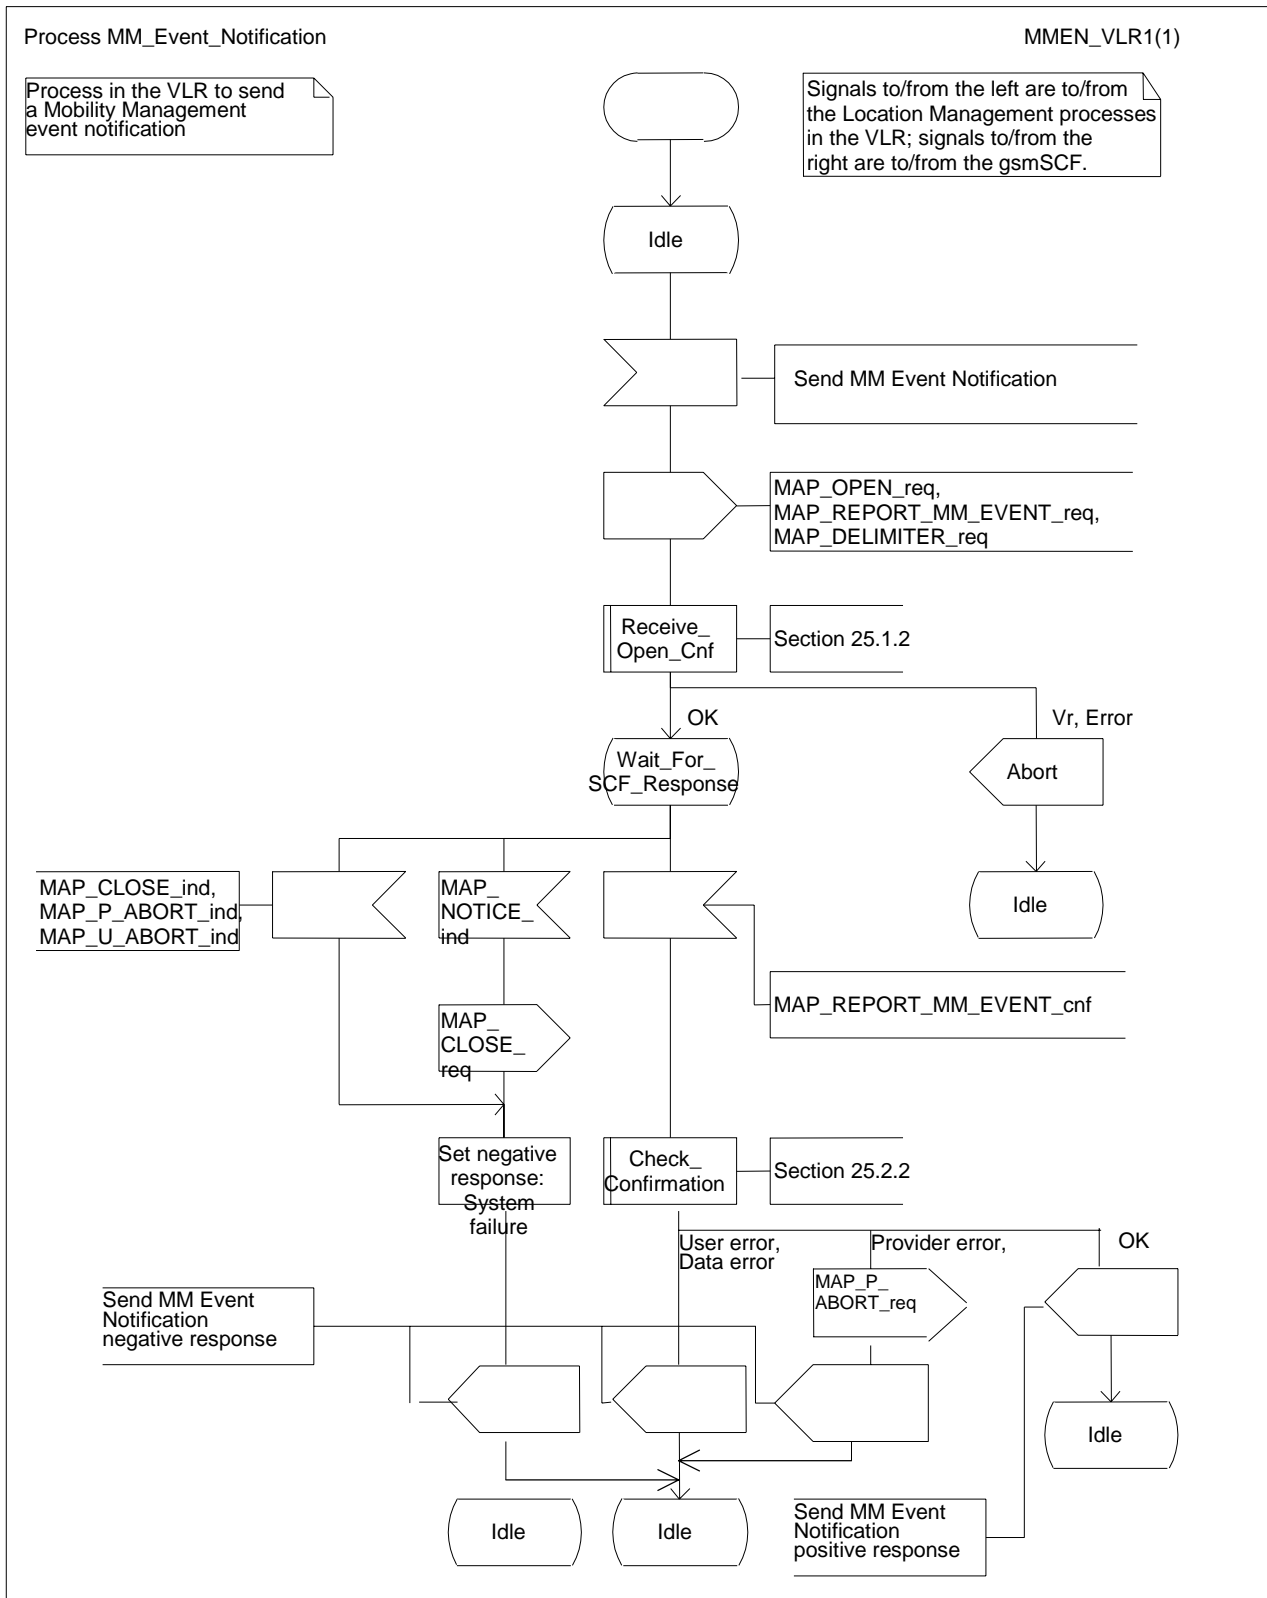 Process MM_Event_Notification
MMEN_VLR1(1)
Process in the VLR to send
a Mobility Management
event notification
Signals to/from the left are to/from
the Location Management processes
in the VLR; signals to/from the
right are to/from the gsmSCF.
Idle
Send MM Event Notification
MAP_OPEN_req,
MAP_REPORT_MM_EVENT_req,
MAP_DELIMITER_req
Receive_
Open_Cnf
Section 25.1.2
OK
Vr, Error
Wait_For_
SCF_Response
Abort
MAP_CLOSE_ind,
MAP_P_ABORT_ind,
MAP_U_ABORT_ind
MAP_
NOTICE_
ind
Idle
MAP_REPORT_MM_EVENT_cnf
MAP_
CLOSE_
req
Set negative
response:
System
failure
Check_
Confirmation
Section 25.2.2
User error,
Data error
Provider error,
OK
MAP_P_
ABORT_req
Send MM Event
Notification
negative response
Idle
Idle
Idle
Send MM Event
Notification
positive response